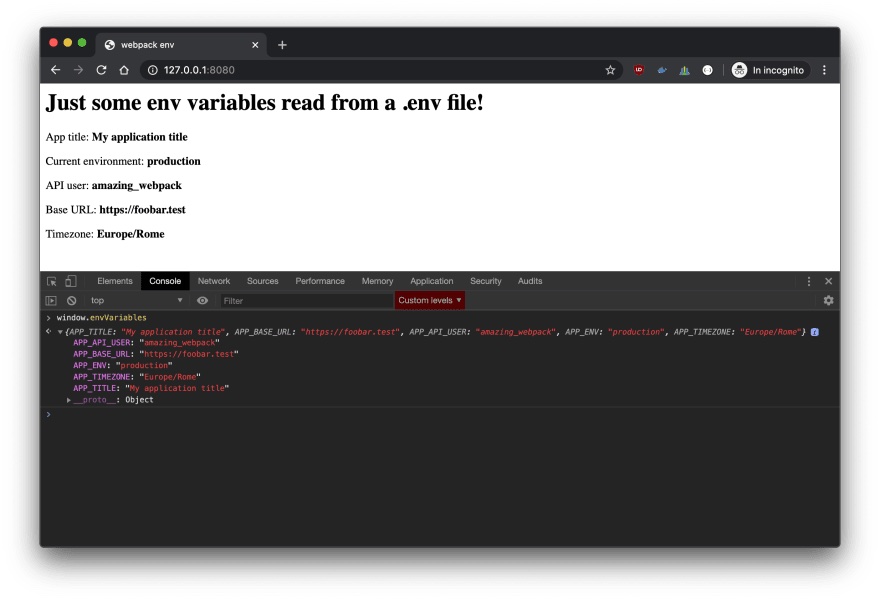 webpack env
127.0.0.1:8080
In incognito
Just some env variables read from a .env file!
App title: My application title
Current environment: production
API user: amazing_webpack
Base URL: https://foobar.test
Timezone: Europe/Rome
Elements Console Network Sources Performance Memory Application Security Audits
top Filter Custom levels
window.envVariables
{APP_TITLE: "My application title", APP_BASE_URL: "https://foobar.test", APP_API_USER: "amazing_webpack", APP_ENV: "production", APP_TIMEZONE: "Europe/Rome"}
APP_API_USER: "amazing_webpack"
APP_BASE_URL: "https://foobar.test"
APP_ENV: "production"
APP_TIMEZONE: "Europe/Rome"
APP_TITLE: "My application title"
__proto__: Object